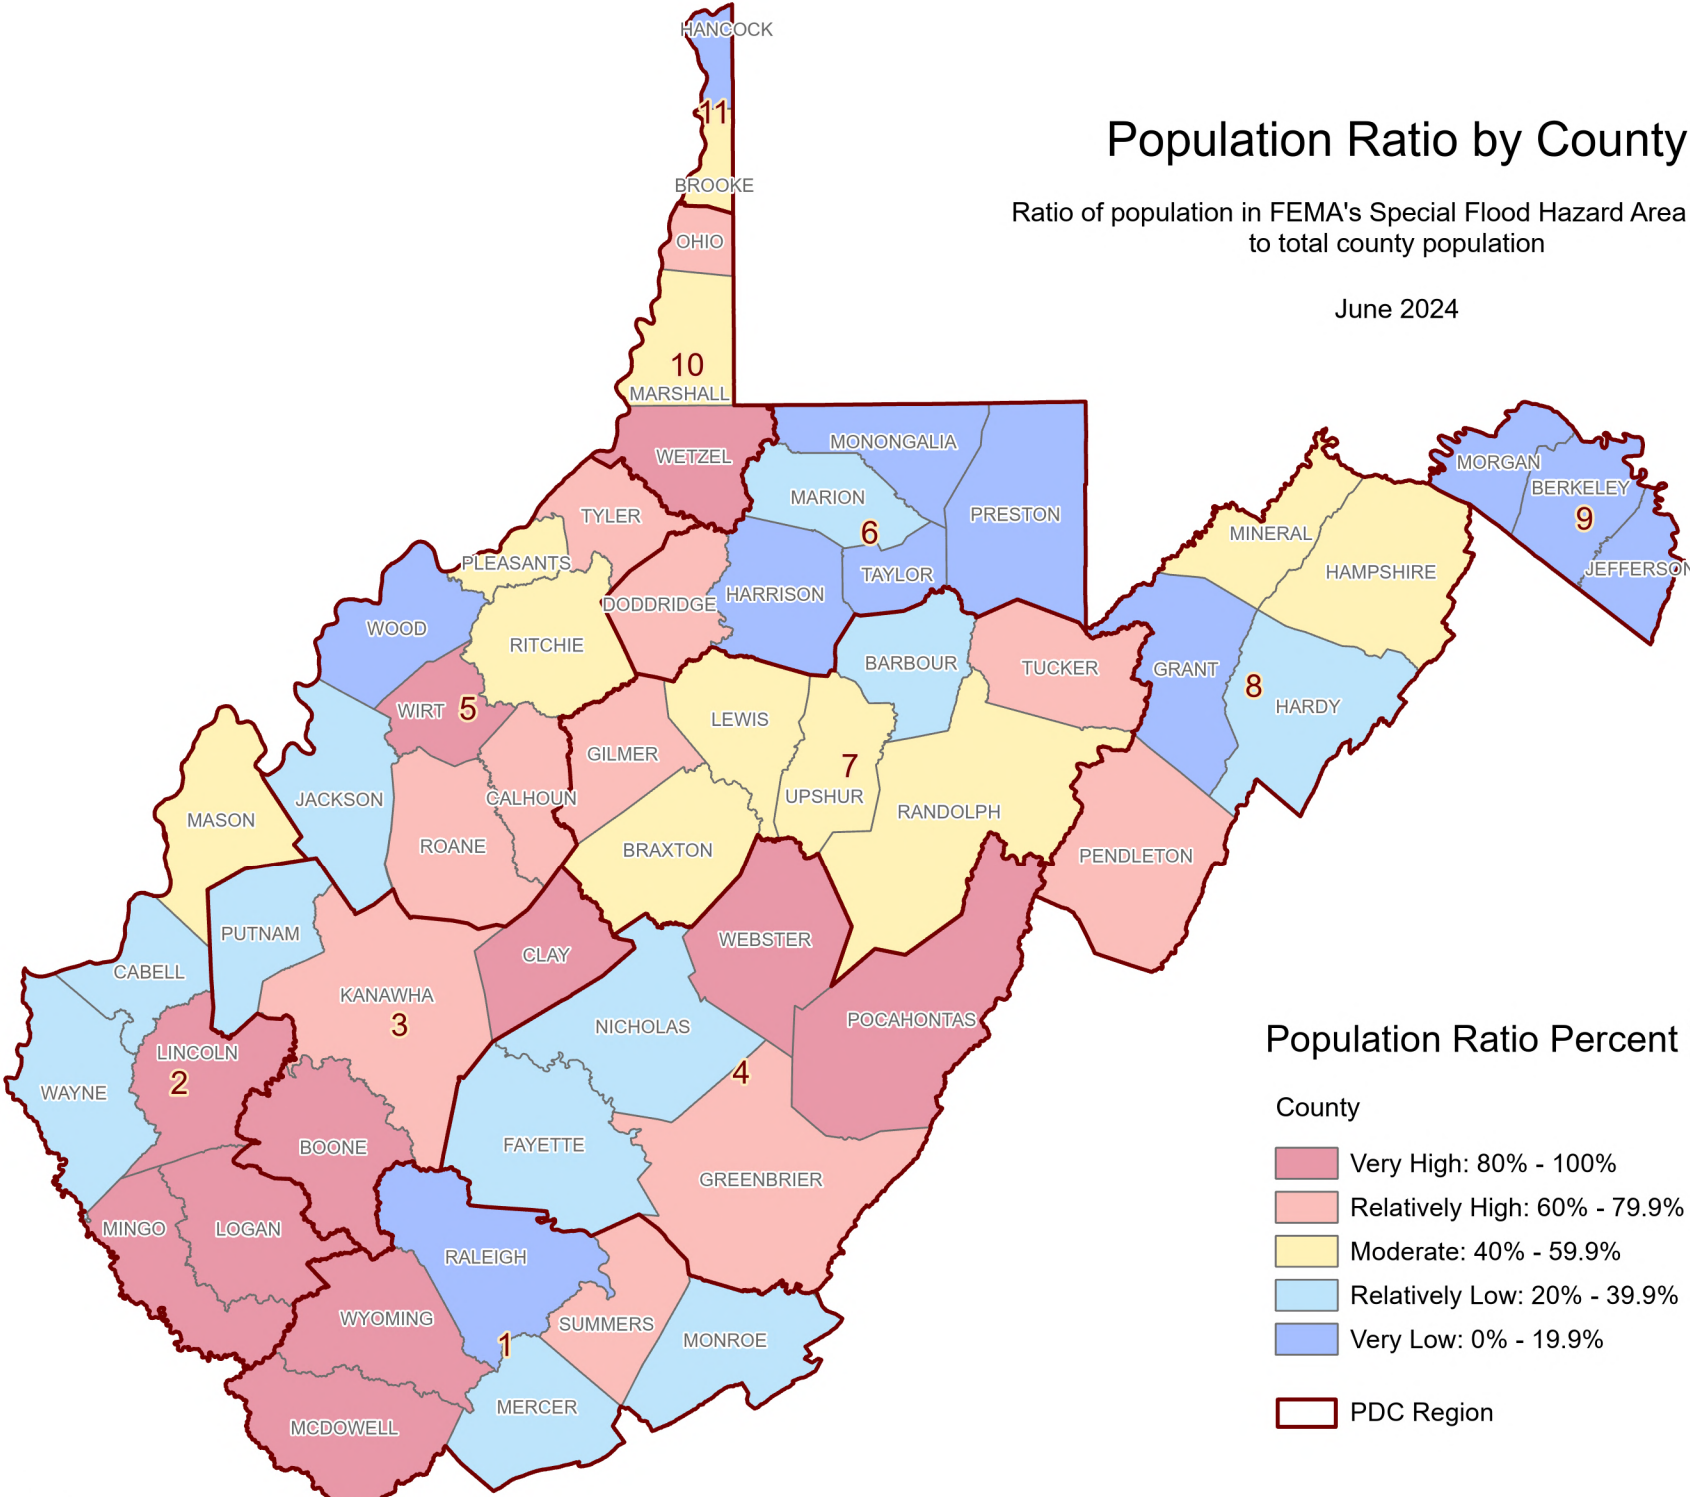 HANCOCK
11
Population Ratio by County
BROOKE
Ratio of population in FEMA's Special Flood Hazard Area
to total county population
OHIO
June 2024
10
MARSHALL
WETZEL
MONONGALIA
MORGAN
BERKELEY
9
JEFFERSON
MARION
6
PRESTON
TYLER
MINERAL
HAMPSHIRE
PLEASANTS
TAYLOR
HARRISON
DODDRIDGE
WOOD
RITCHIE
BARBOUR
TUCKER
GRANT
8
HARDY
WIRT
5
LEWIS
GILMER
7
UPSHUR
RANDOLPH
JACKSON
CALHOUN
MASON
ROANE
BRAXTON
PENDLETON
PUTNAM
CLAY
WEBSTER
CABELL
KANAWHA
3
NICHOLAS
POCAHONTAS
LINCOLN
2
WAYNE
4
BOONE
FAYETTE
GREENBRIER
MINGO
LOGAN
RALEIGH
WYOMING
SUMMERS
1
MONROE
MERCER
MCDOWELL
Population Ratio Percent
County
Very High: 80% - 100%
Relatively High: 60% - 79.9%
Moderate: 40% - 59.9%
Relatively Low: 20% - 39.9%
Very Low: 0% - 19.9%
PDC Region